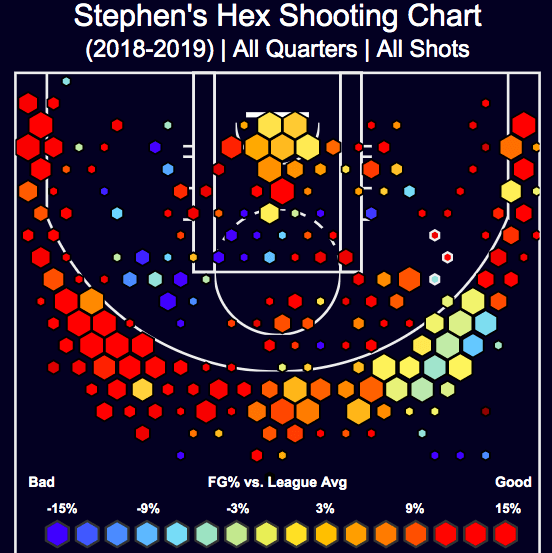 Stephen's Hex Shooting Chart
(2018-2019) | All Quarters | All Shots
Bad FG% vs. League Avg Good
-15% -9% -3% 3% 9% 15%